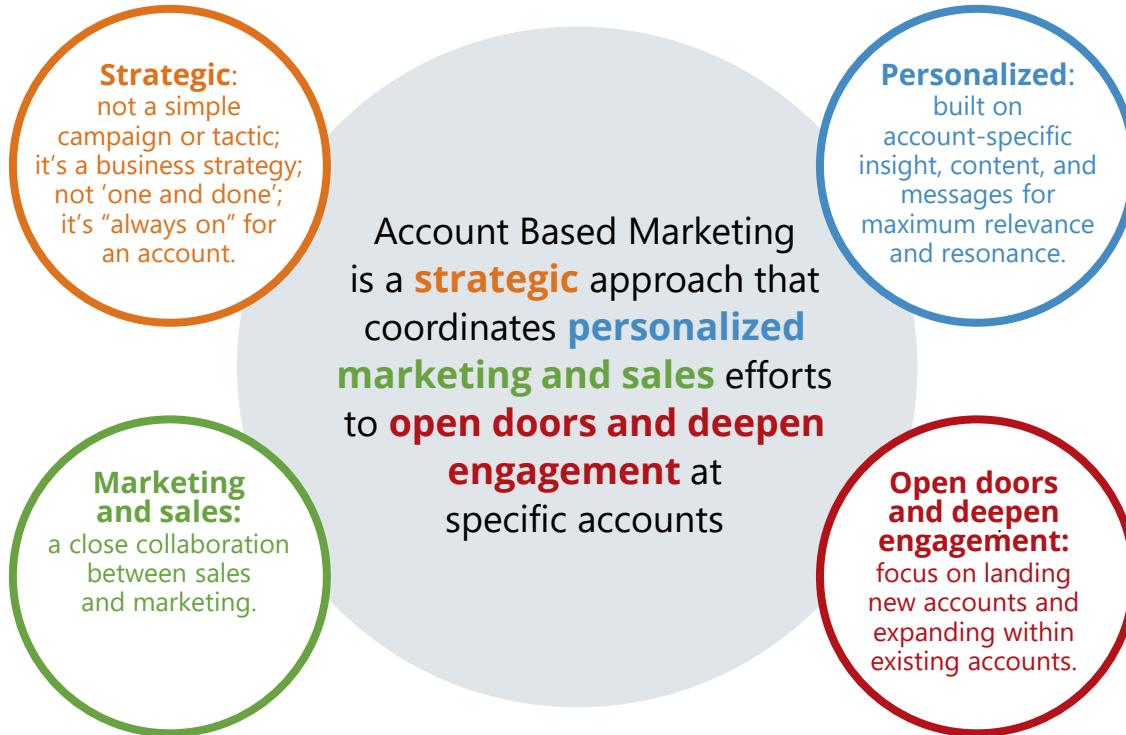 Strategic:
not a simple
campaign or tactic;
it’s a business strategy;
not ‘one and done’;
it’s “always on” for
an account.
Personalized:
built on
account-specific
insight, content, and
messages for
maximum relevance
and resonance.
Account Based Marketing
is a strategic approach that
coordinates personalized
marketing and sales efforts
to open doors and deepen
engagement at
specific accounts
Marketing
and sales:
a close collaboration
between sales
and marketing.
Open doors
and deepen
engagement:
focus on landing
new accounts and
expanding within
existing accounts.